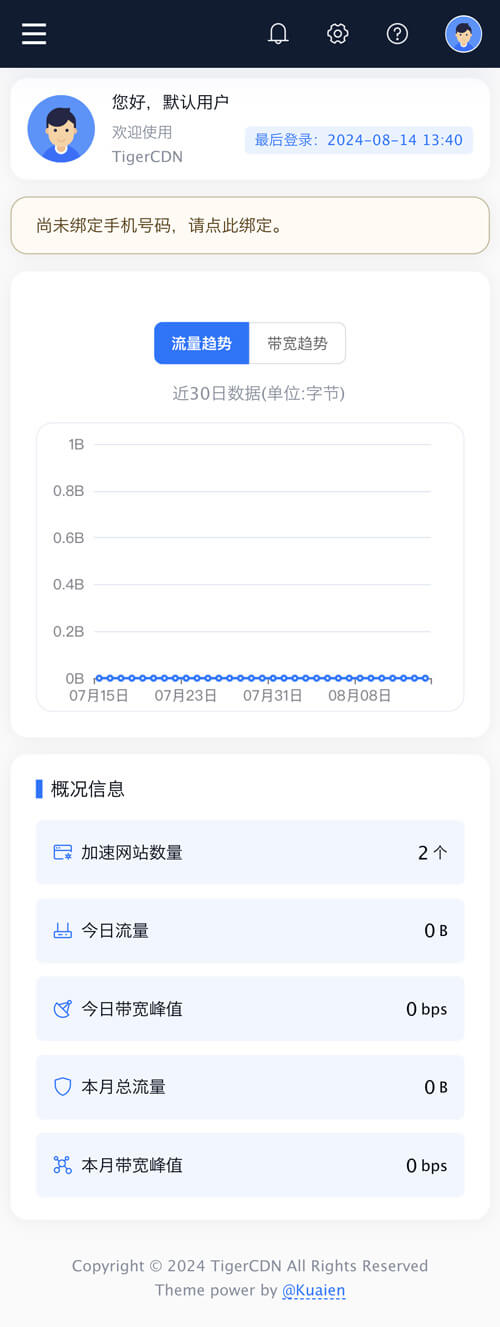 您好，默认用户
欢迎使用
TigerCDN
最后登录：2024-08-14 13:40
尚未绑定手机号码，请点此绑定。
流量趋势 带宽趋势
近30日数据(单位:字节)
1B
0.8B
0.6B
0.4B
0.2B
0B
07月15日 07月23日 07月31日 08月08日
概况信息
加速网站数量 2 个
今日流量 0 B
今日带宽峰值 0 bps
本月总流量 0 B
本月带宽峰值 0 bps
Copyright © 2024 TigerCDN All Rights Reserved
Theme power by @Kuaien